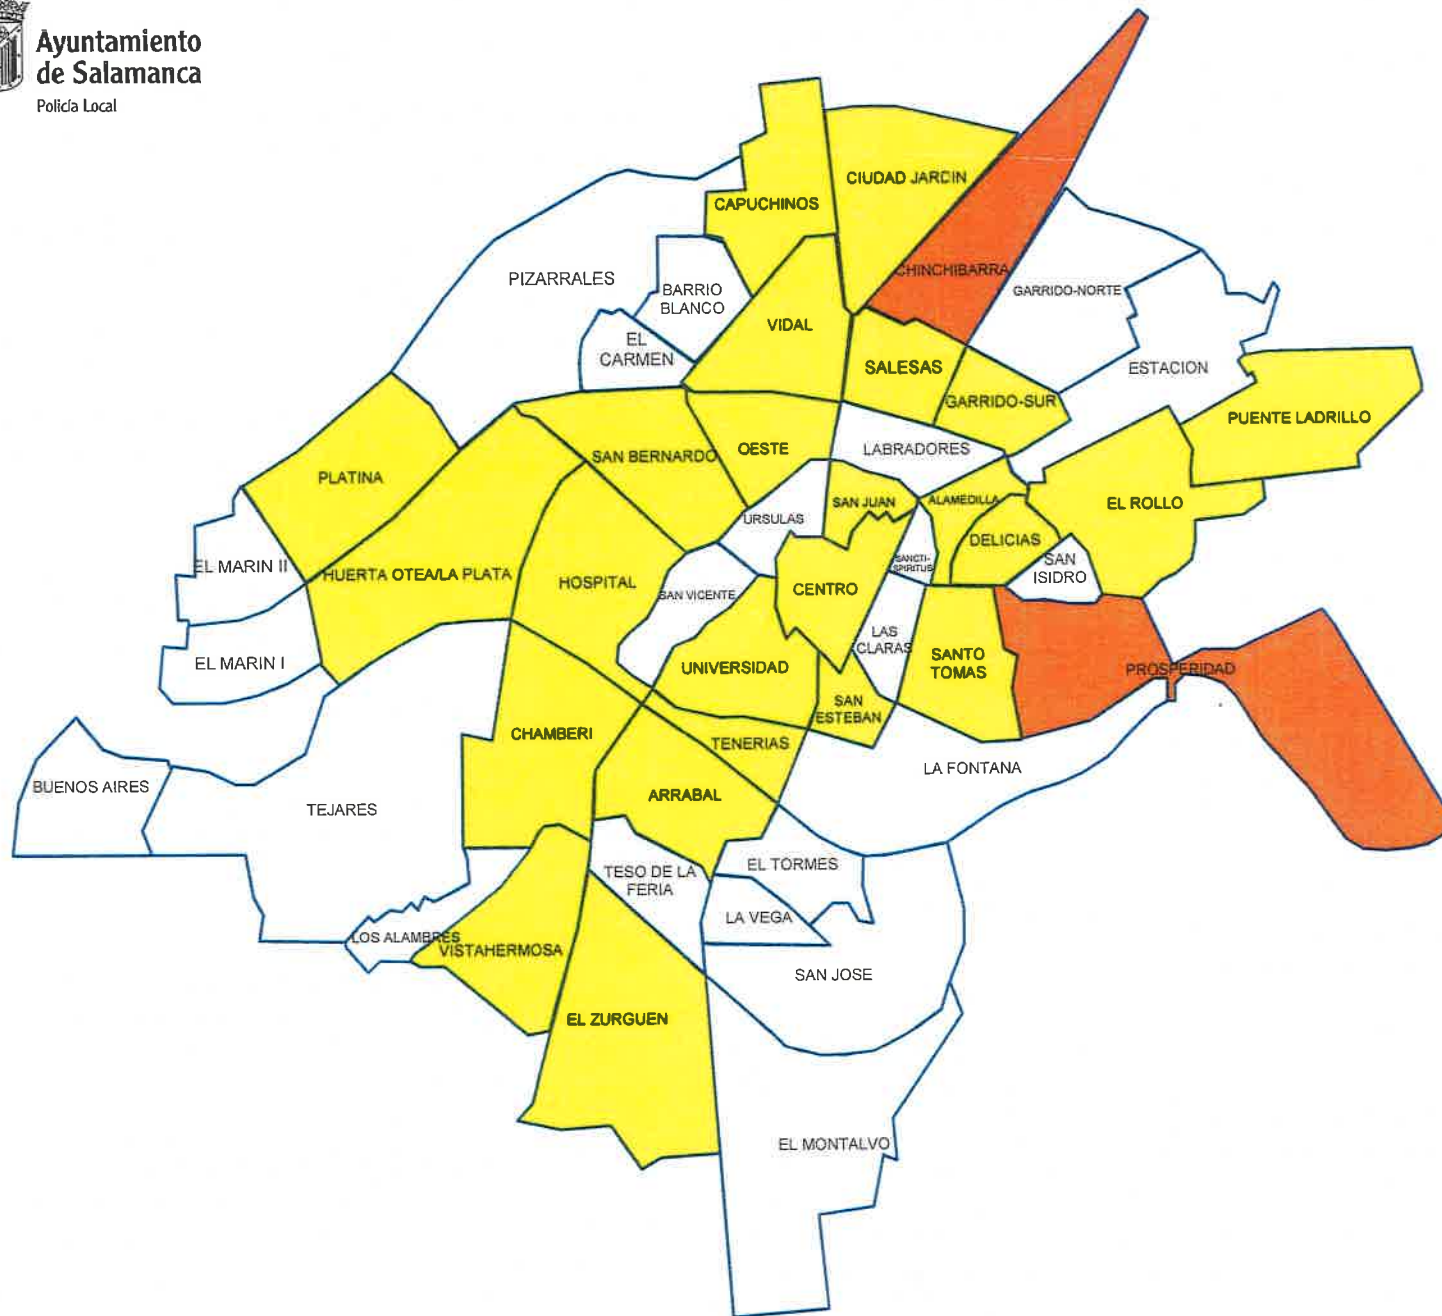 Ayuntamiento
de Salamanca
Policía Local
CIUDAD JARDIN
CAPUCHINOS
CHINCHIBARRA
PIZARRALES
BARRIO
BLANCO
GARRIDO-NORTE
VIDAL
EL
CARMEN
SALESAS
ESTACION
GARRIDO-SUR
PUENTE LADRILLO
OESTE
LABRADORES
SAN BERNARDO
PLATINA
SAN JUAN
ALAMEDILLA
EL ROLLO
URSULAS
DELICIAS
SANCTI-
SPIRITUS
SAN
ISIDRO
EL MARIN II
HUERTA OTEA/LA PLATA
HOSPITAL
CENTRO
SAN VICENTE
LAS
CLARAS
EL MARIN I
UNIVERSIDAD
SANTO
TOMAS
PROSPERIDAD
SAN
ESTEBAN
CHAMBERI
TENERIAS
LA FONTANA
BUENOS AIRES
ARRABAL
TEJARES
EL TORMES
TESO DE LA
FERIA
LA VEGA
LOS ALAMBRES
VISTAHERMOSA
SAN JOSE
EL ZURGUEN
EL MONTALVO